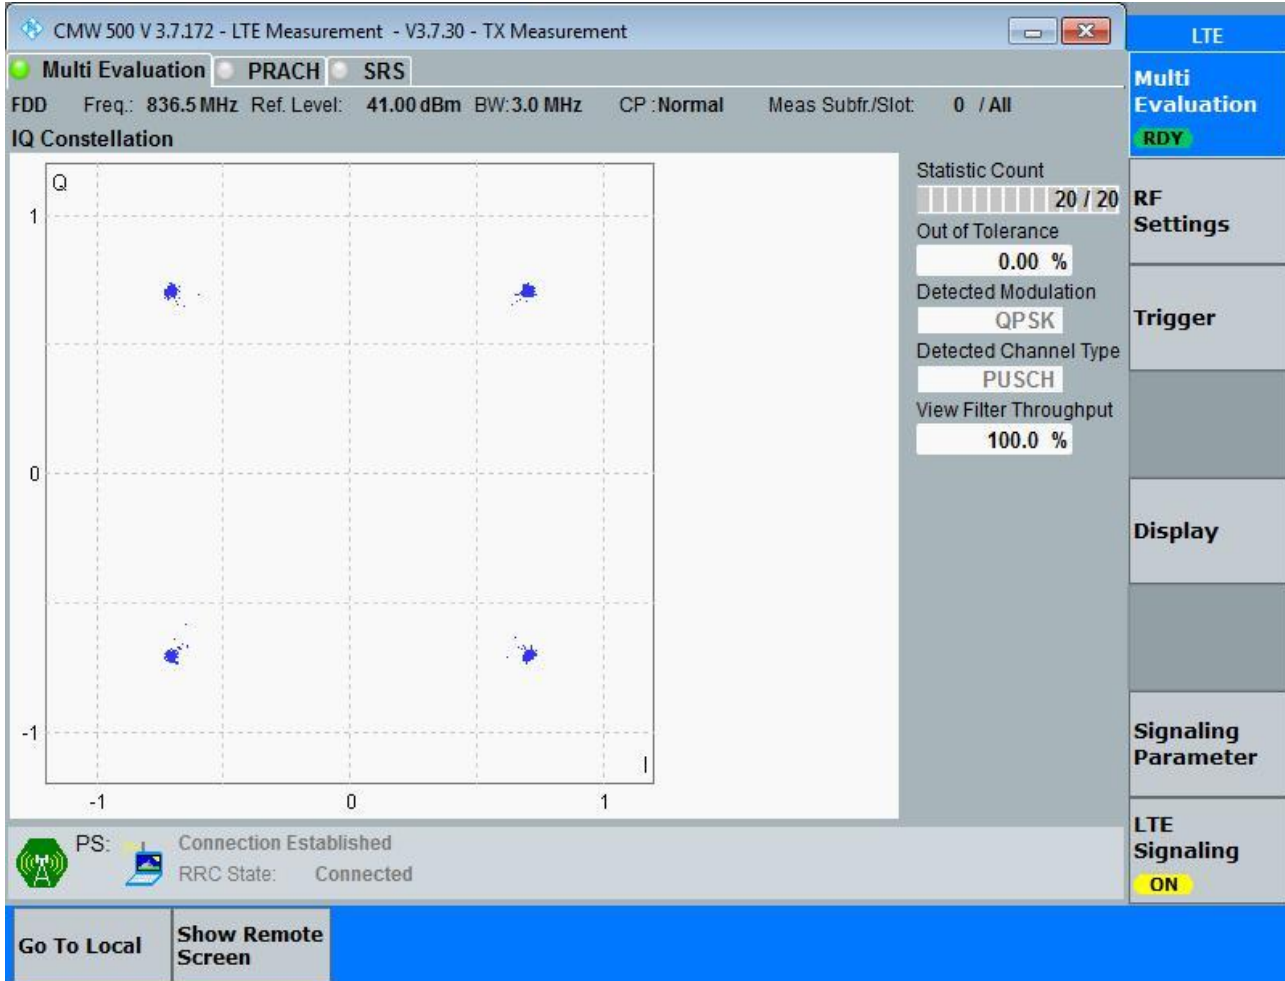 CMW 500 V 3.7.172 - LTE Measurement - V3.7.30 - TX Measurement
LTE
Multi Evaluation PRACH SRS
FDD Freq.: 836.5 MHz Ref. Level: 41.00 dBm BW: 3.0 MHz CP : Normal Meas Subfr./Slot: 0 / All
IQ Constellation
Q
1
0
-1
I
-1 0 1
Statistic Count
20 / 20
Out of Tolerance
0.00 %
Detected Modulation
QPSK
Detected Channel Type
PUSCH
View Filter Throughput
100.0 %
Multi
Evaluation
RDY
RF
Settings
Trigger
Display
Signaling
Parameter
LTE
Signaling
ON
PS: Connection Established
RRC State: Connected
Go To Local
Show Remote
Screen